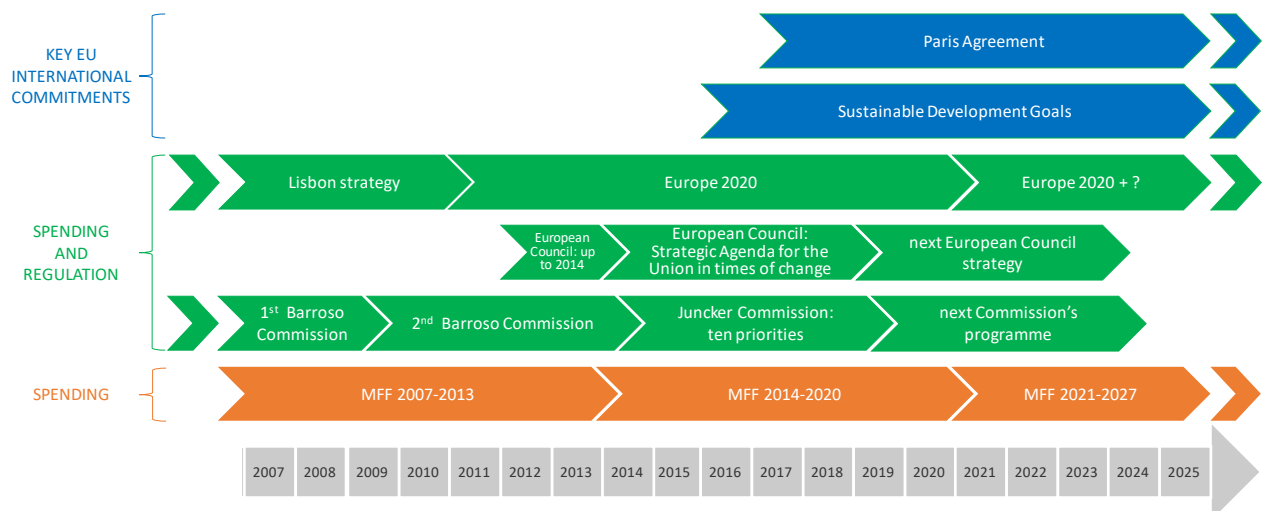 KEY EU
INTERNATIONAL
COMMITMENTS
Paris Agreement
Sustainable Development Goals
SPENDING
AND
REGULATION
Lisbon strategy
Europe 2020
Europe 2020 + ?
European
Council: up
to 2014
European Council:
Strategic Agenda for the
Union in times of change
next European Council
strategy
1st Barroso
Commission
2nd Barroso Commission
Juncker Commission:
ten priorities
next Commission's
programme
SPENDING
MFF 2007-2013
MFF 2014-2020
MFF 2021-2027
2007 2008 2009 2010 2011 2012 2013 2014 2015 2016 2017 2018 2019 2020 2021 2022 2023 2024 2025